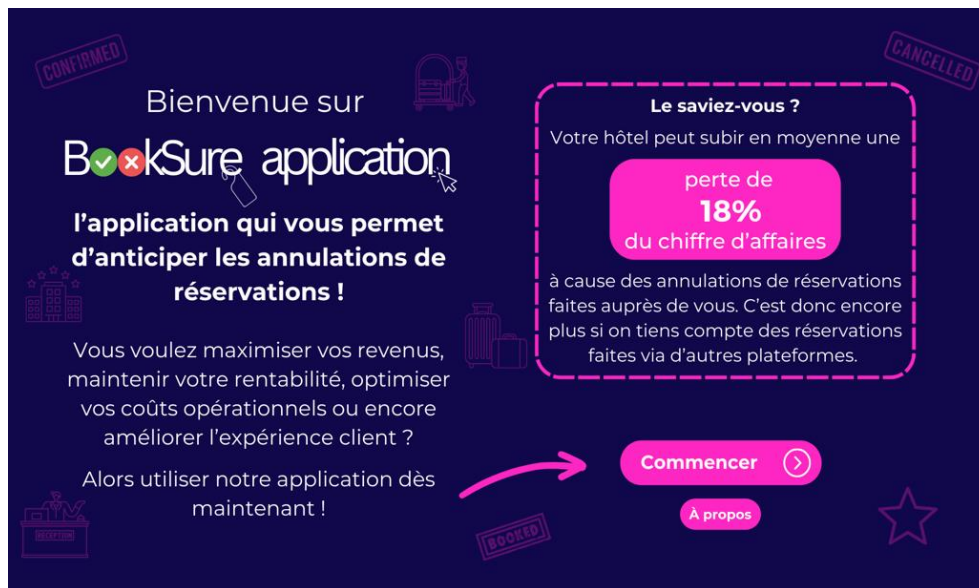 CONFIRMED
CANCELLED
Bienvenue sur
BookSure application
l'application qui vous permet
d'anticiper les annulations de
réservations !
Vous voulez maximiser vos revenus,
maintenir votre rentabilité, optimiser
vos coûts opérationnels ou encore
améliorer l'expérience client ?
Alors utiliser notre application dès
maintenant !
RECEPTION
BOOKED
Le saviez-vous ?
Votre hôtel peut subir en moyenne une
perte de
18%
du chiffre d'affaires
à cause des annulations de réservations
faites auprès de vous. C'est donc encore
plus si on tiens compte des réservations
faites via d'autres plateformes.
Commencer
À propos